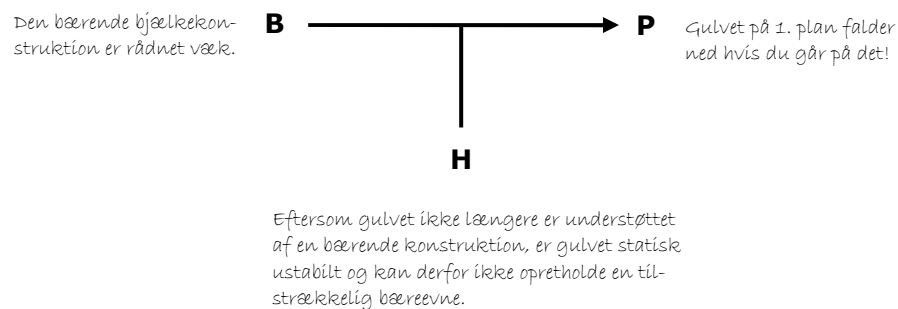 Den bærende bjælkekon-
struktion er rådnet væk.
B
P
Gulvet på 1. plan falder
ned hvis du går på det!
H
Eftersom gulvet ikke længere er understøttet
af en bærende konstruktion, er gulvet statisk
ustabilt og kan derfor ikke opretholde en til-
strækkelig bæreevne.